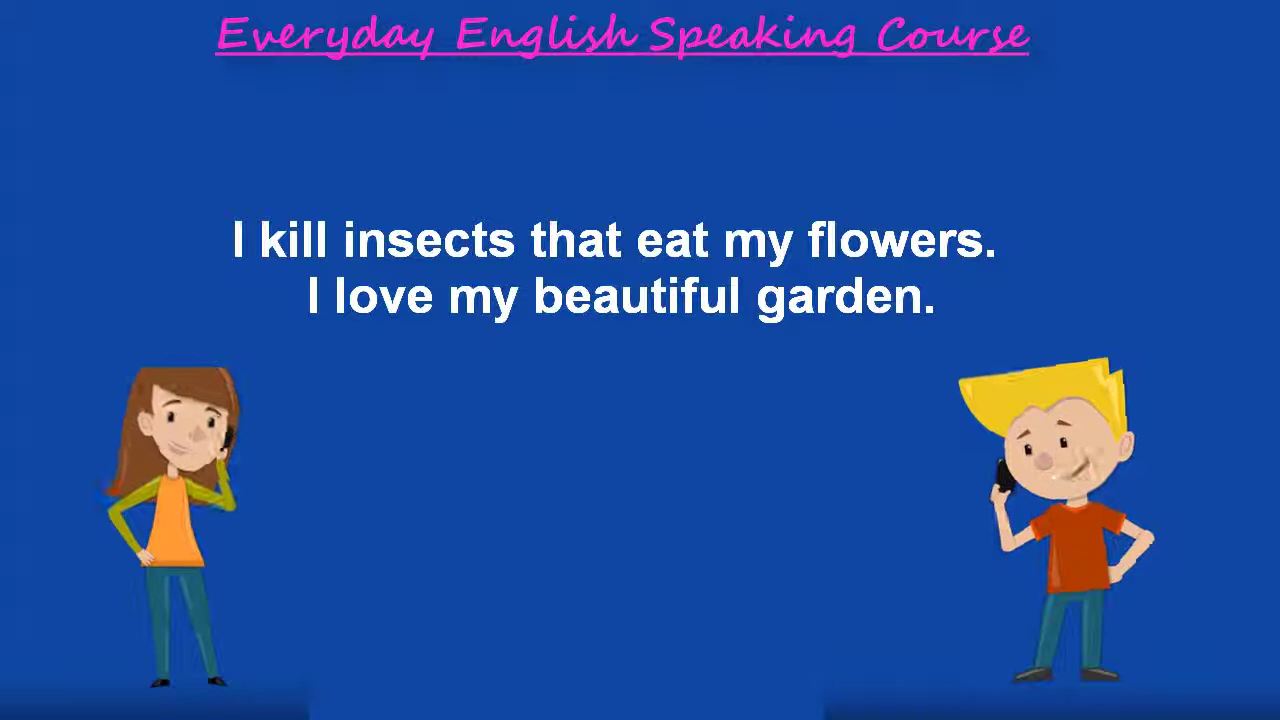 Everyday English Speaking Course
I kill insects that eat my flowers.
I love my beautiful garden.